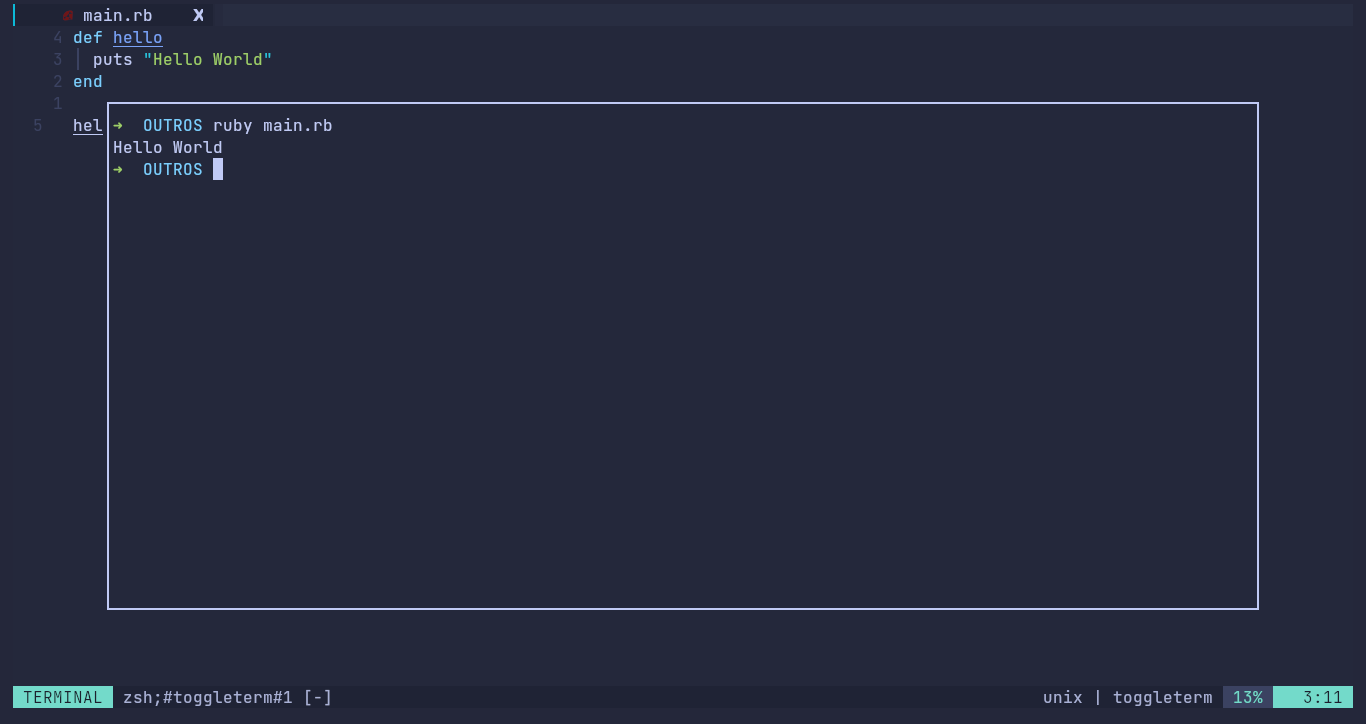 main.rb X
4 def hello
3 puts "Hello World"
2 end
1
5 hel
➜ OUTROS ruby main.rb
Hello World
➜ OUTROS
TERMINAL zsh;#toggleterm#1 [-] unix | toggleterm 13% 3:11